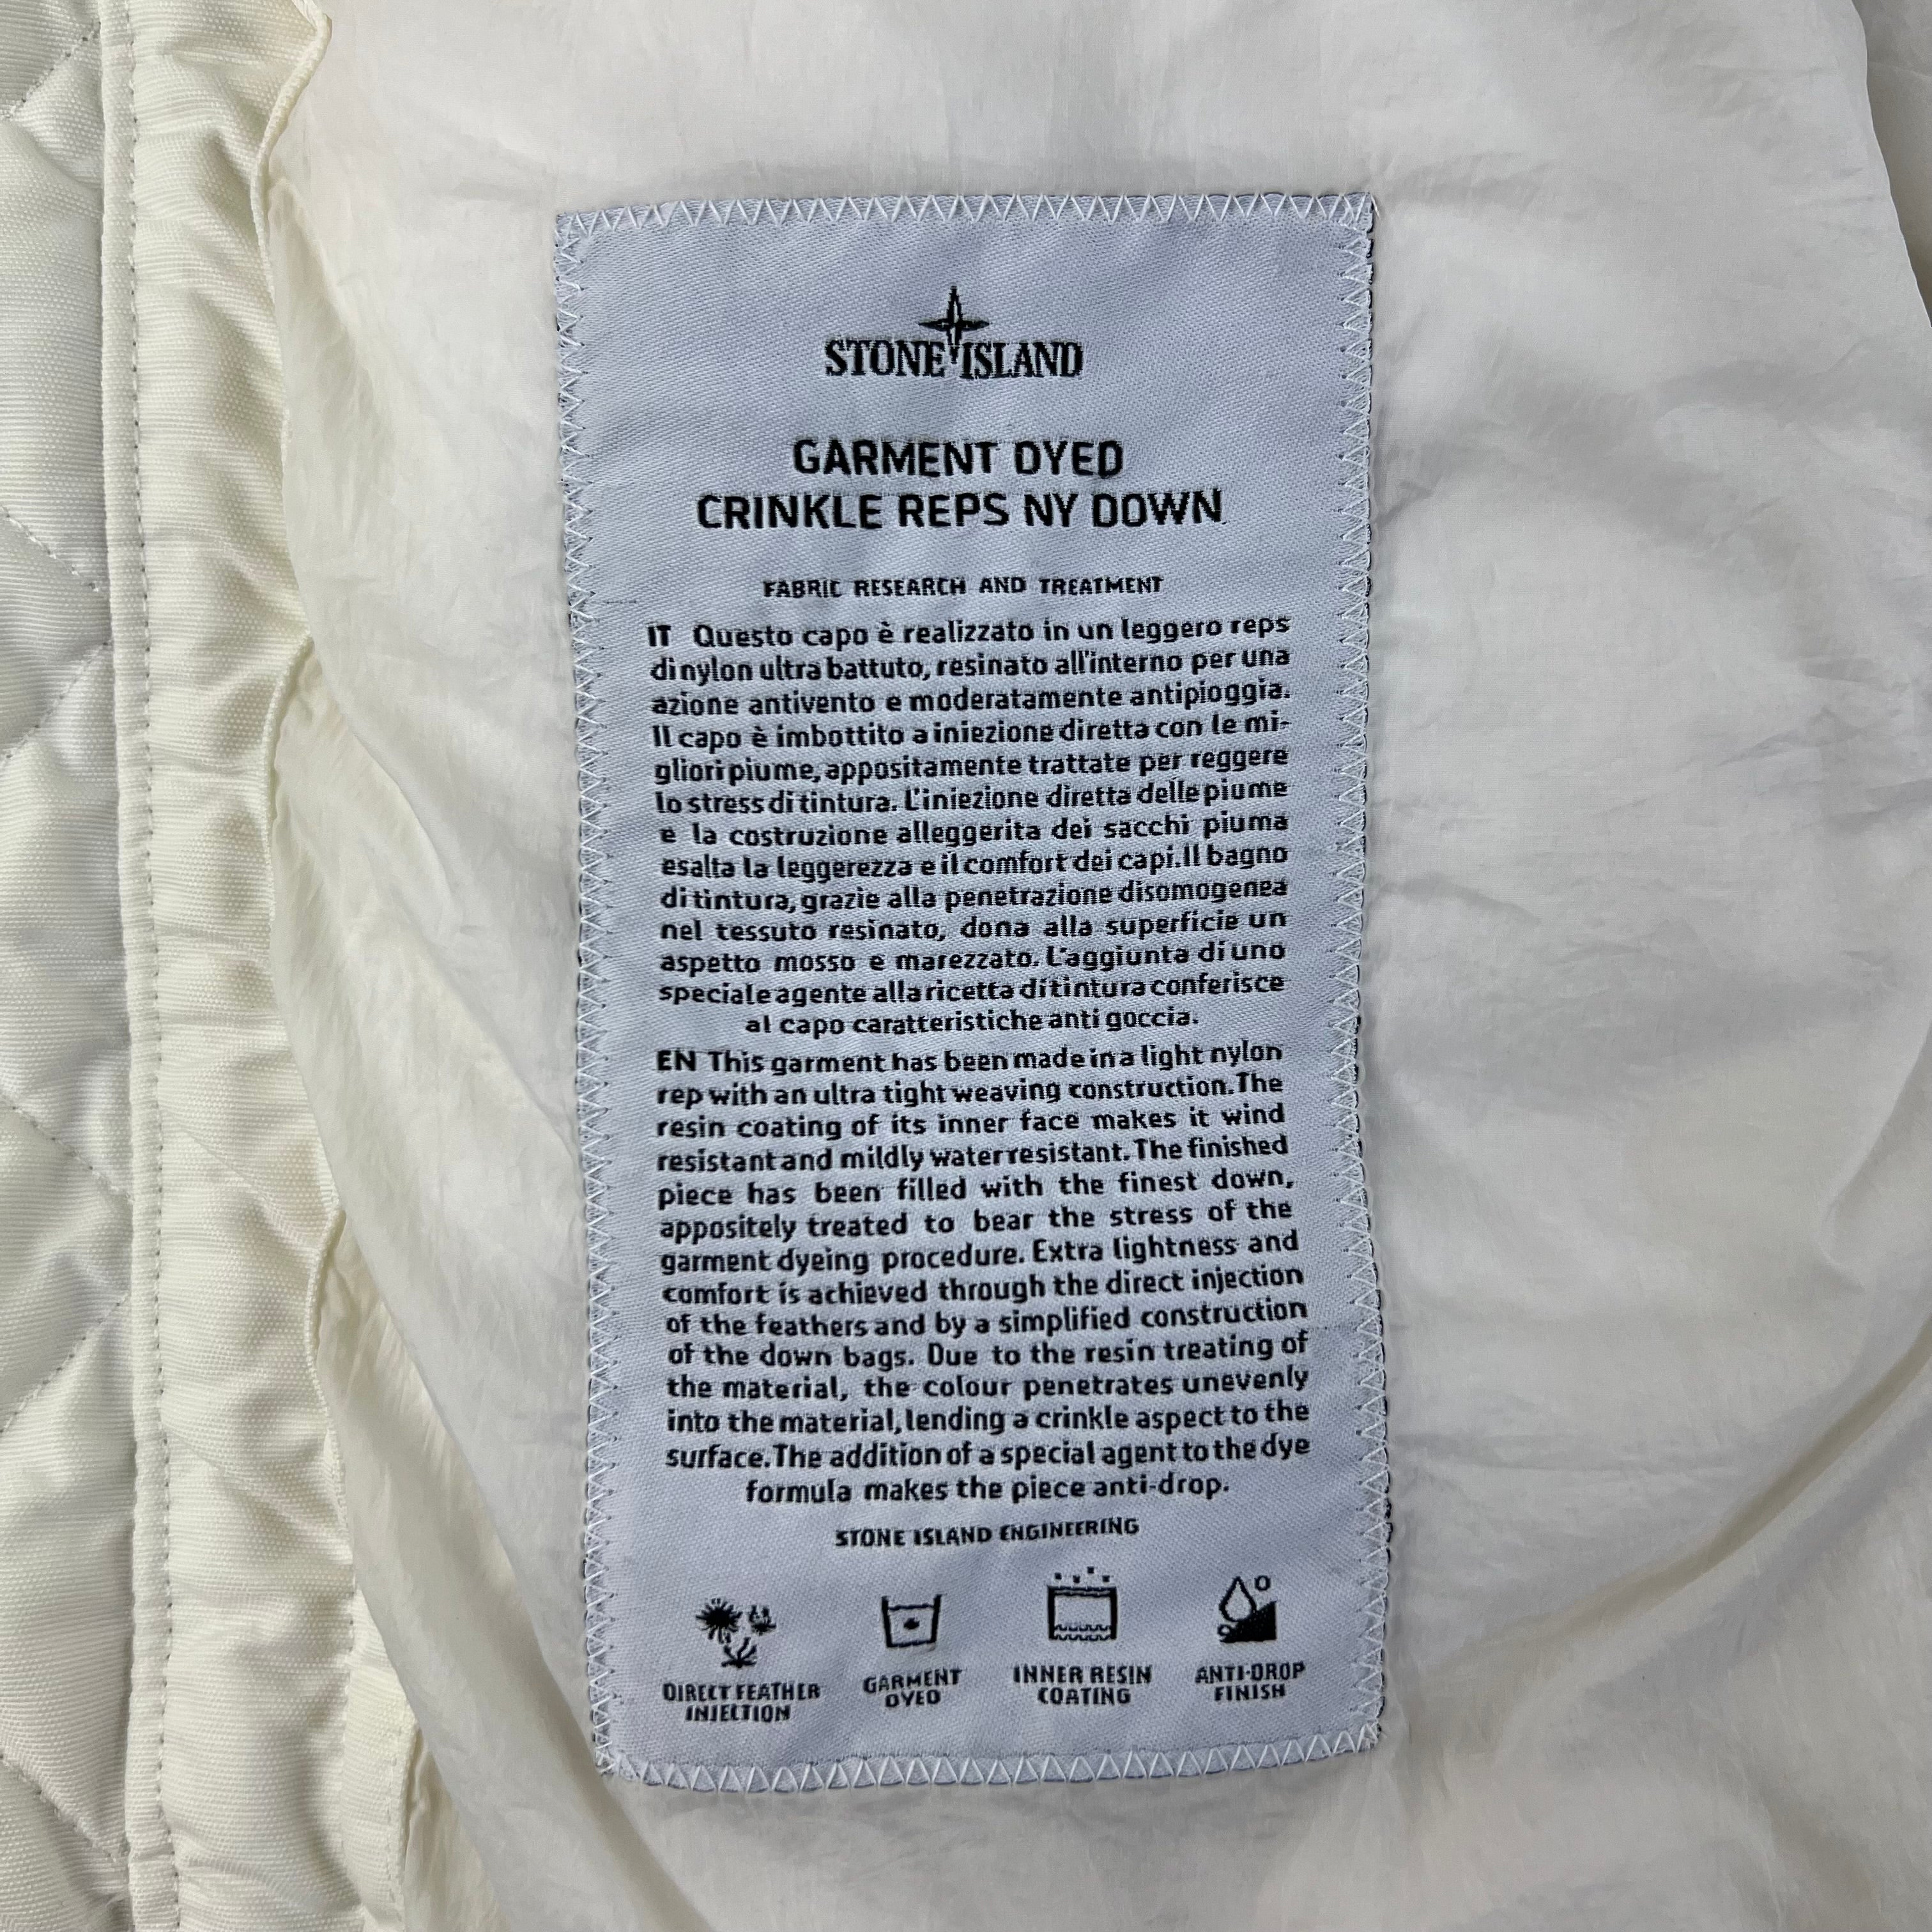 STONE ISLAND
GARMENT DYED
CRINKLE REPS NY DOWN
FABRIC RESEARCH AND TREATMENT
IT Questo capo è realizzato in un leggero reps
di nylon ultra battuto, resinato all'interno per una
azione antivento e moderatamente antipioggia.
Il capo è imbottito a iniezione diretta con le mi-
gliori piume, appositamente trattate per reggere
lo stress di tintura. L'iniezione diretta delle piume
e la costruzione alleggerita dei sacchi piuma
esalta la leggerezza e il comfort dei capi. Il bagno
di tintura, grazie alla penetrazione disomogenea
nel tessuto resinato, dona alla superficie un
aspetto mosso e marezzato. L'aggiunta di uno
speciale agente alla ricetta di tintura conferisce
al capo caratteristiche anti goccia.
EN This garment has been made in a light nylon
rep with an ultra tight weaving construction. The
resin coating of its inner face makes it wind
resistant and mildly water resistant. The finished
piece has been filled with the finest down,
appositely treated to bear the stress of the
garment dyeing procedure. Extra lightness and
comfort is achieved through the direct injection
of the feathers and by a simplified construction
of the down bags. Due to the resin treating of
the material, the colour penetrates unevenly
into the material, lending a crinkle aspect to the
surface. The addition of a special agent to the dye
formula makes the piece anti-drop.
STONE ISLAND ENGINEERING
DIRECT FEATHER
INJECTION
GARMENT
DYED
INNER RESIN
COATING
ANTI-DROP
FINISH